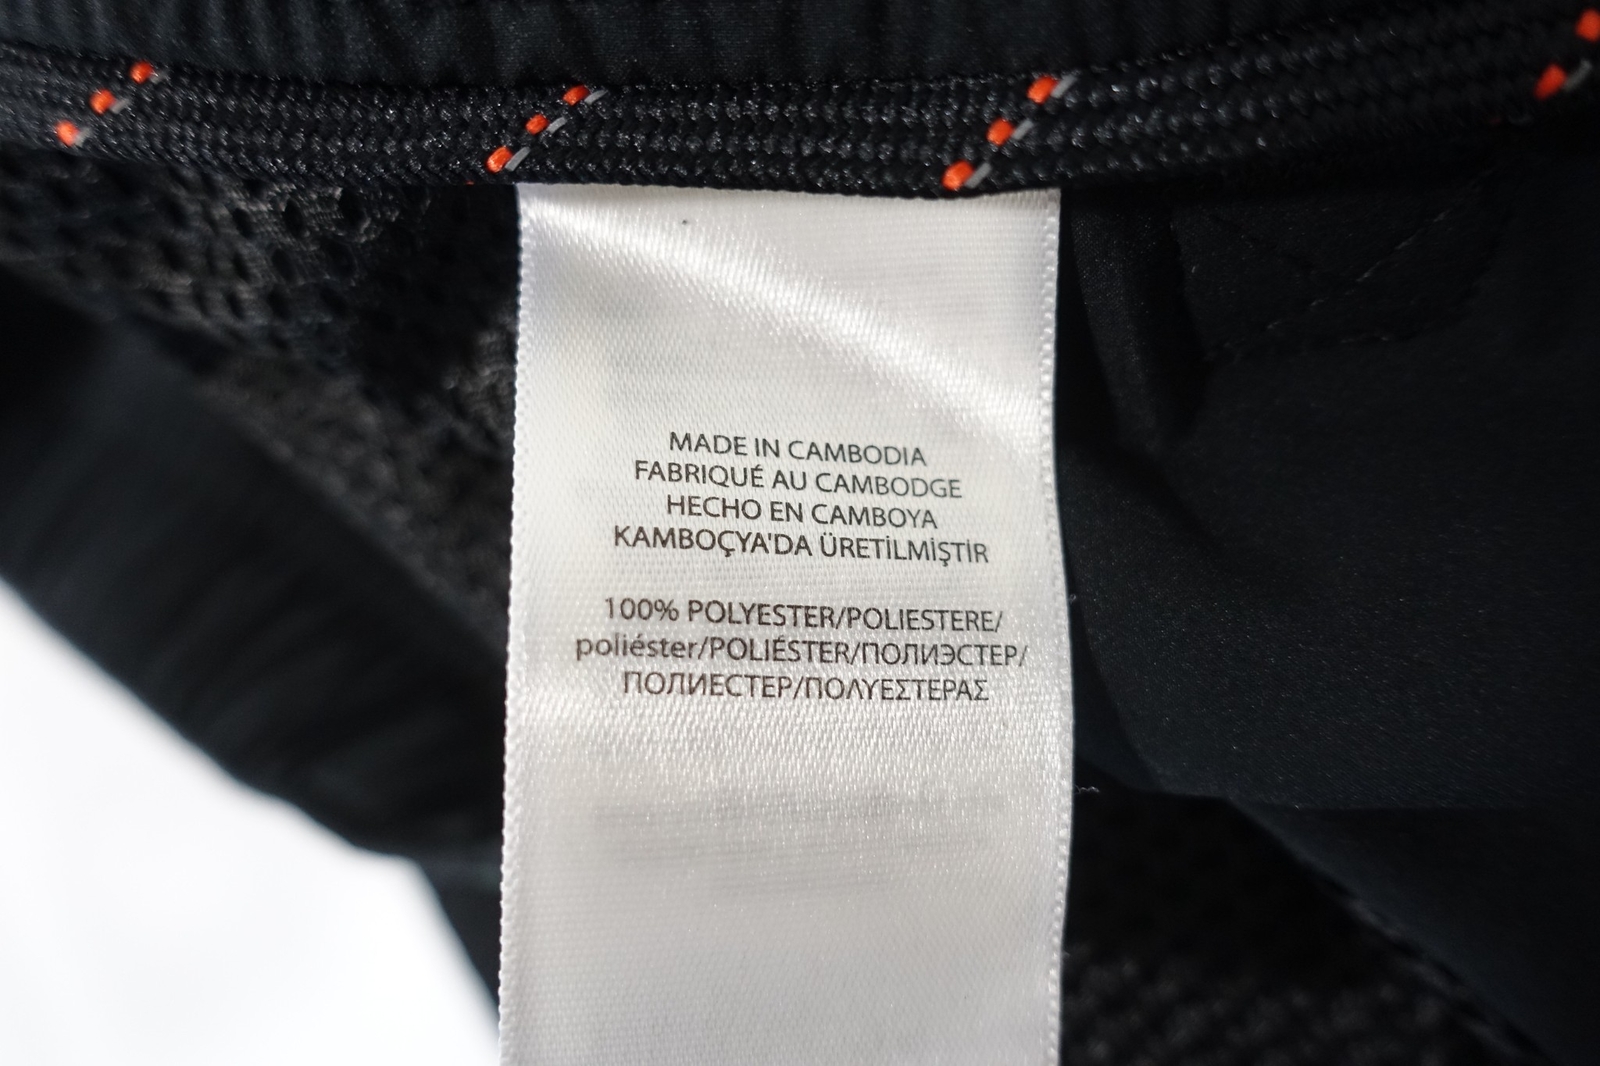 MADE IN CAMBODIA
FABRIQUÉ AU CAMBODGE
HECHO EN CAMBOYA
KAMBOÇYA'DA ÜRETİLMİŞTİR
100% POLYESTER/POLIESTERE/
poliéster/POLIÉSTER/ПОЛИЭСТЕР/
ПОЛИЕСТЕР/ΠΟΛΥΕΣΤΕΡΑΣ